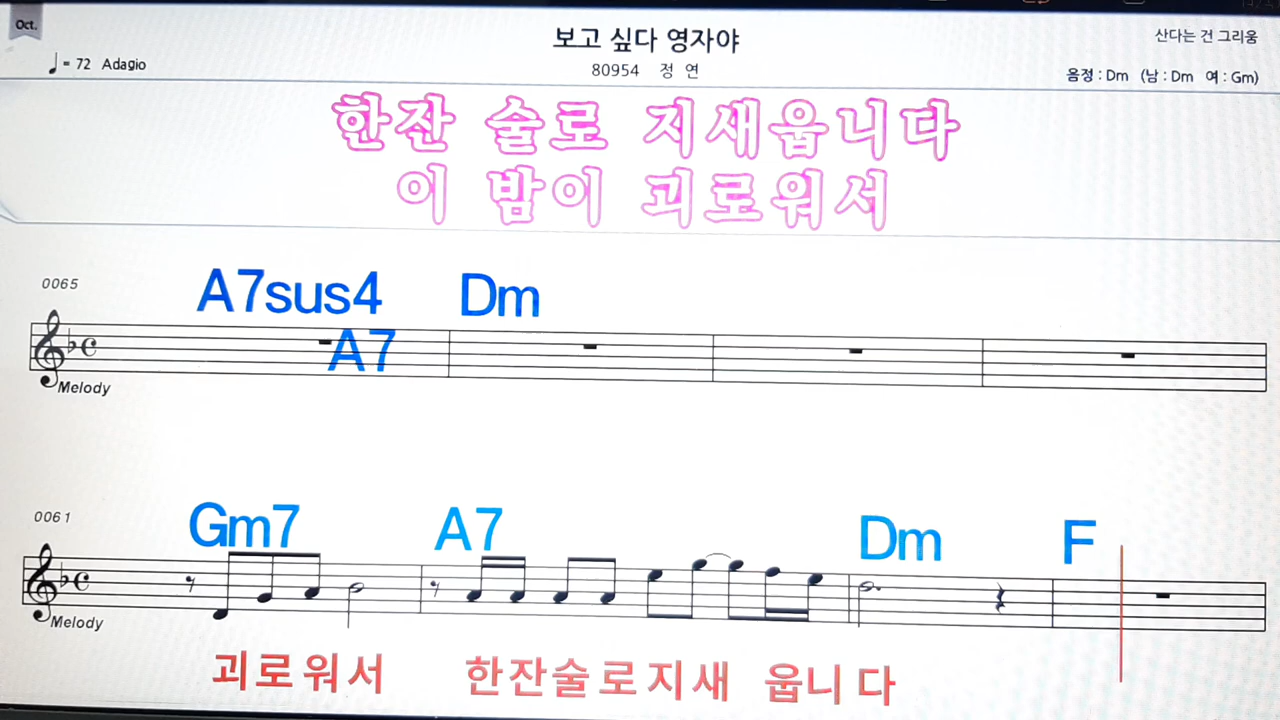 Oct.
보고 싶다 영자야
산다는 건 그리움
♩ = 72 Adagio
80954 정 연
음정 : Dm (남 : Dm 여 : Gm)
한잔 술로 지새웁니다
이 밤이 괴로워서
0065
A7sus4 Dm
A7
Melody
0061
Gm7 A7 Dm F
Melody
괴로워서 한잔술로지새 웁니다